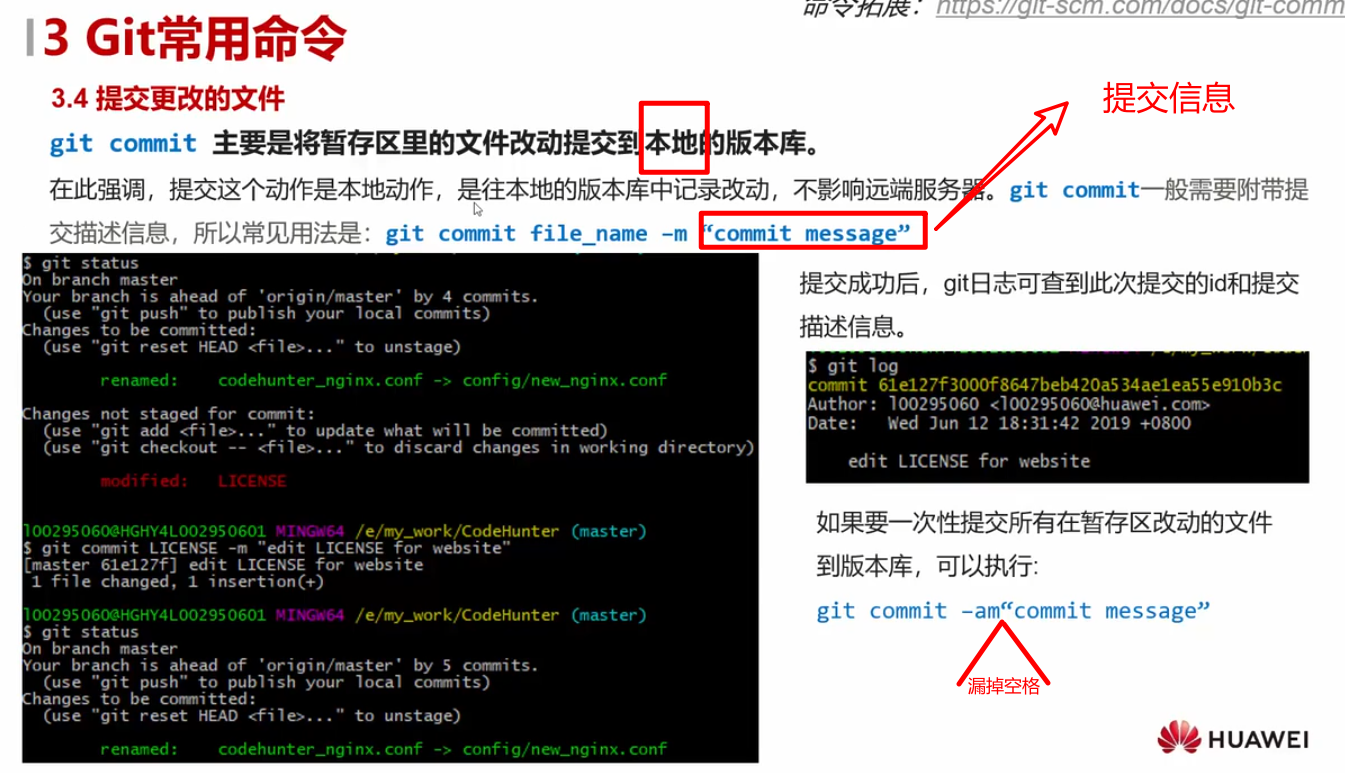 命令拓展：https://git-scm.com/docs/git-comm
3 Git常用命令
3.4 提交更改的文件
提交信息
git commit 主要是将暂存区里的文件改动提交到本地的版本库。
在此强调，提交这个动作是本地动作，是往本地的版本库中记录改动，不影响远端服务器。git commit一般需要附带提
交描述信息，所以常见用法是：git commit file_name –m “commit message”
$ git status
On branch master
Your branch is ahead of 'origin/master' by 4 commits.
(use "git push" to publish your local commits)
Changes to be committed:
(use "git reset HEAD <file>..." to unstage)
renamed: codehunter_nginx.conf -> config/new_nginx.conf
Changes not staged for commit:
(use "git add <file>..." to update what will be committed)
(use "git checkout -- <file>..." to discard changes in working directory)
modified: LICENSE
l00295060@HGHY4L002950601 MINGW64 /e/my_work/CodeHunter (master)
$ git commit LICENSE -m "edit LICENSE for website"
[master 61e127f] edit LICENSE for website
1 file changed, 1 insertion(+)
l00295060@HGHY4L002950601 MINGW64 /e/my_work/CodeHunter (master)
$ git status
On branch master
Your branch is ahead of 'origin/master' by 5 commits.
(use "git push" to publish your local commits)
Changes to be committed:
(use "git reset HEAD <file>..." to unstage)
renamed: codehunter_nginx.conf -> config/new_nginx.conf
提交成功后，git日志可查到此次提交的id和提交
描述信息。
$ git log
commit 61e127f3000f8647beb420a534ae1ea55e910b3c
Author: l00295060 <l00295060@huawei.com>
Date: Wed Jun 12 18:31:42 2019 +0800
edit LICENSE for website
如果要一次性提交所有在暂存区改动的文件
到版本库，可以执行:
git commit –am“commit message”
漏掉空格
HUAWEI